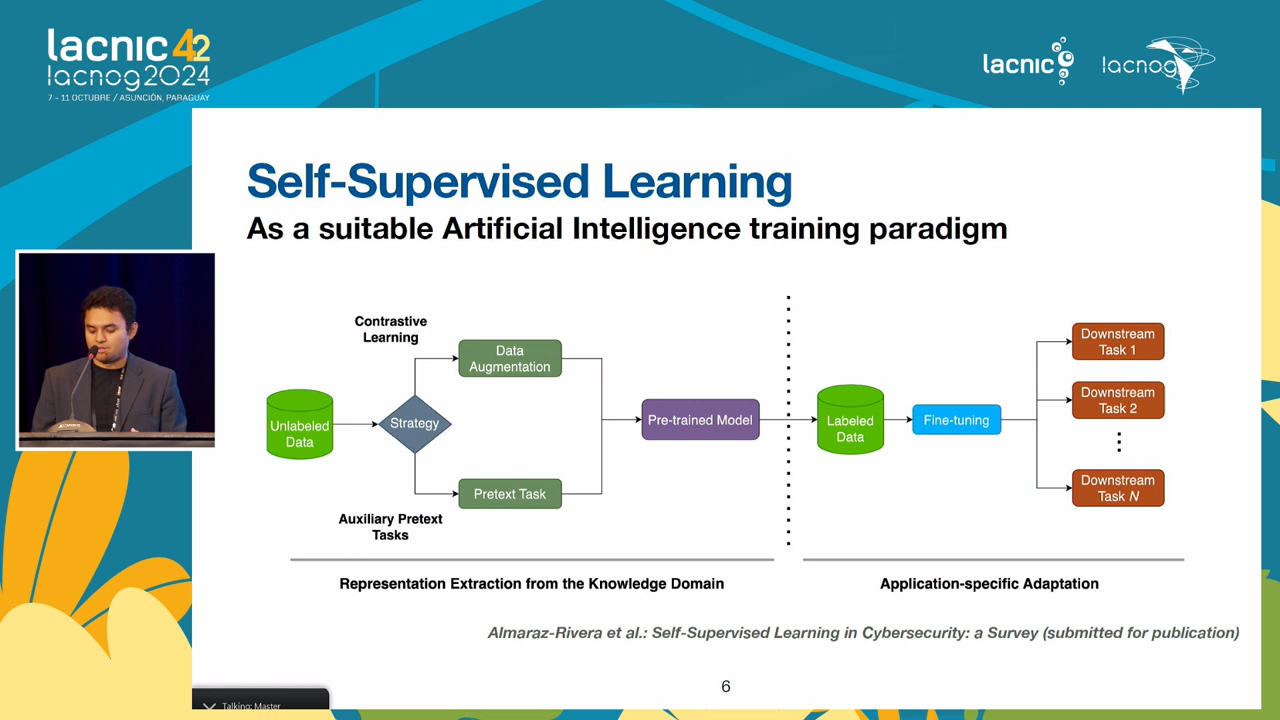 lacnic 42
lacnog2024
7 - 11 OCTUBRE / ASUNCIÓN, PARAGUAY
lacnic
lacnog
Self-Supervised Learning
As a suitable Artificial Intelligence training paradigm
Contrastive
Learning
Data
Augmentation
Unlabeled
Data
Strategy
Pretext Task
Auxiliary Pretext
Tasks
Pre-trained Model
Labeled
Data
Fine-tuning
Downstream
Task 1
Downstream
Task 2
Downstream
Task N
Representation Extraction from the Knowledge Domain
Application-specific Adaptation
Almaraz-Rivera et al.: Self-Supervised Learning in Cybersecurity: a Survey (submitted for publication)
6
Talking: Master